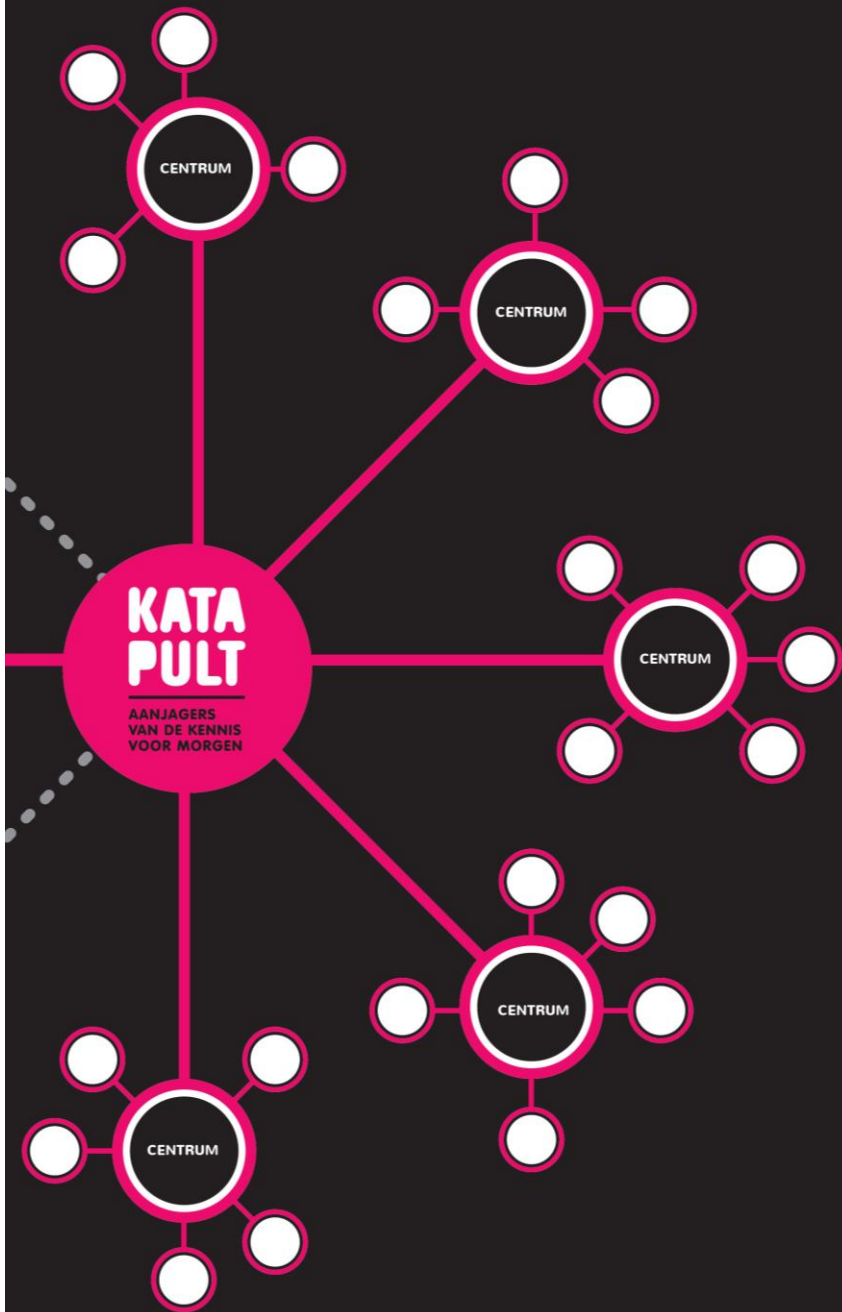 CENTRUM
CENTRUM
CENTRUM
KATA
PULT
AANJAGERS
VAN DE KENNIS
VOOR MORGEN
CENTRUM
CENTRUM